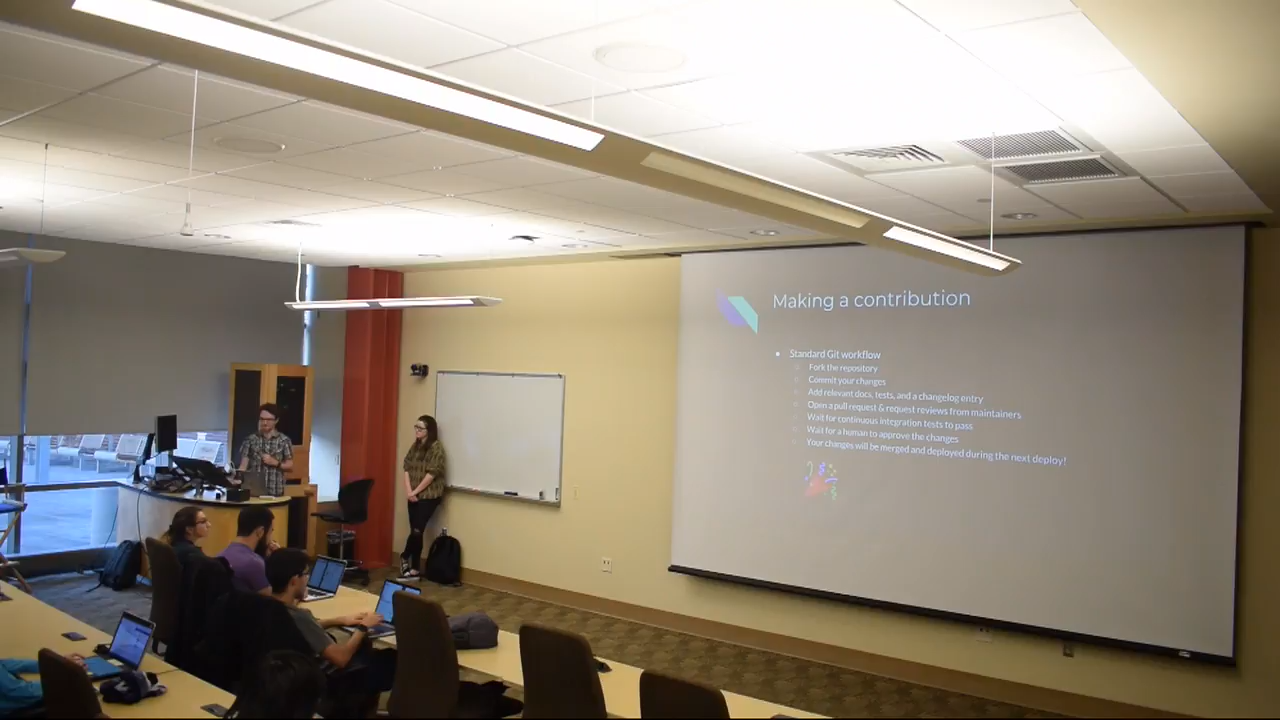 Making a contribution
Standard Git workflow
Fork the repository
Commit your changes
Add relevant docs, tests, and a changelog entry
Open a pull request & request reviews from maintainers
Wait for continuous integration tests to pass
Wait for a human to approve the changes
Your changes will be merged and deployed during the next deploy!